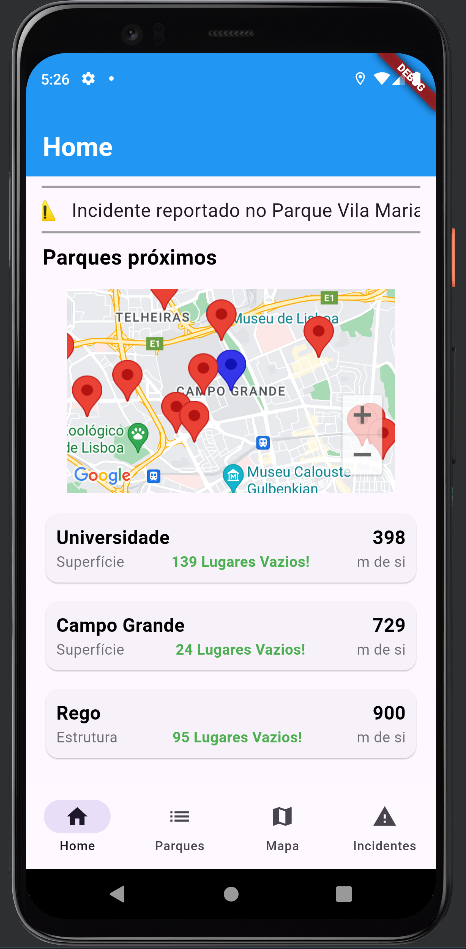 5:26
DEBUG
Home
Incidente reportado no Parque Vila Maria
Parques próximos
TELHEIRAS
Museu de Lisboa
E1
E1
CAMPO GRANDE
oológico
de Lisboa
Google
Museu Calouste
Gulbenkian
+
−
Universidade 398
Superfície 139 Lugares Vazios! m de si
Campo Grande 729
Superfície 24 Lugares Vazios! m de si
Rego 900
Estrutura 95 Lugares Vazios! m de si
Home Parques Mapa Incidentes